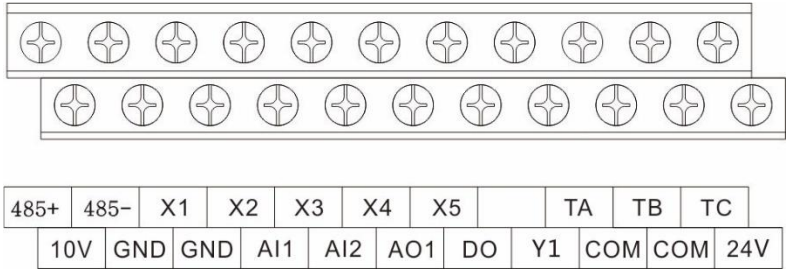 485+ 485- X1 X2 X3 X4 X5 TA TB TC
10V GND GND AI1 AI2 AO1 DO Y1 COM COM 24V